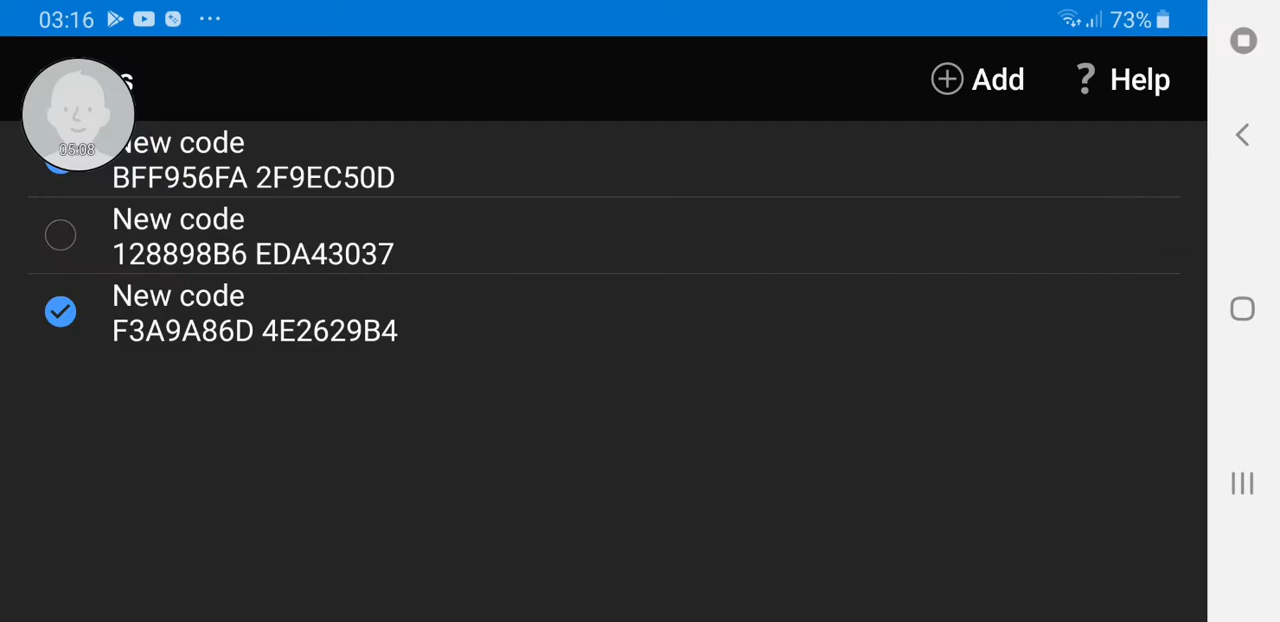 03:16 73%
s Add ? Help
05:08
ew code
BFF956FA 2F9EC50D
New code
128898B6 EDA43037
New code
F3A9A86D 4E2629B4